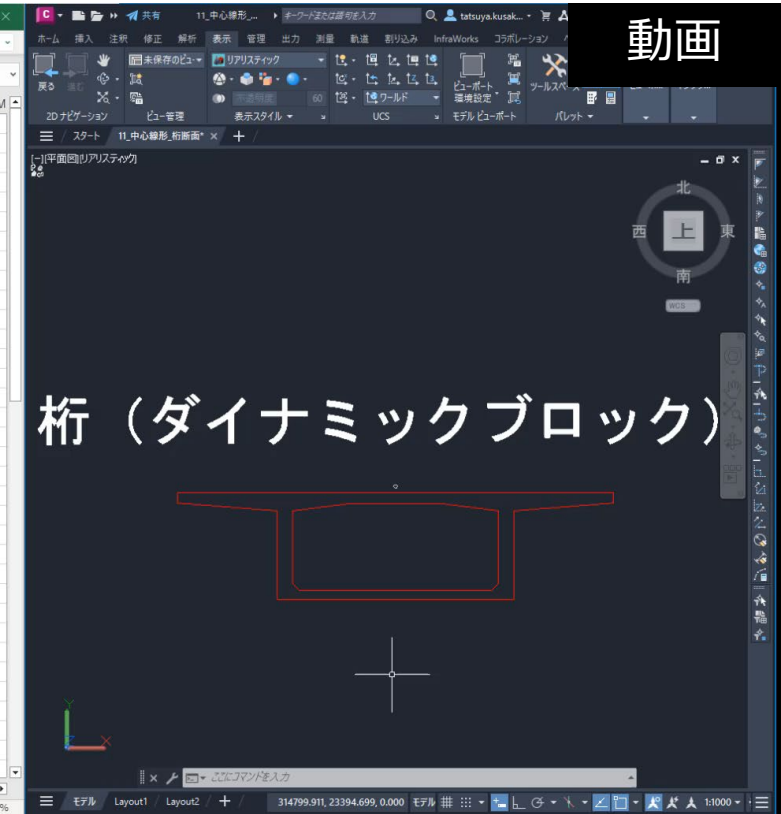 動画
共有
11_中心線形_...
キーワードまたは語句を入力
tatsuya.kusak...
ホーム 挿入 注釈 修正 解析 表示 管理 出力 測量 軌道 割り込み InfraWorks コラボレーション
戻る 進む
未保存のビュー
リアリスティック
不透明度 60
ワールド
ビューポート
環境設定
2D ナビゲーション ビュー管理 表示スタイル UCS モデル ビューポート パレット
スタート 11_中心線形_桁断面*
[-][平面図][リアリスティック]
北
西 上 東
南
WCS
桁（ダイナミックブロック）
Y
X
ここにコマンドを入力
モデル Layout1 Layout2 314799.911, 23394.699, 0.000 モデル 1:1000